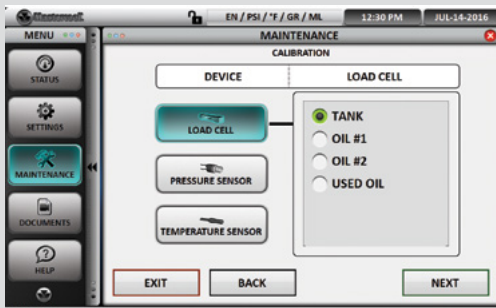 Mastercool
EN / PSI / °F / GR / ML
12:30 PM
JUL-14-2016
MENU
MAINTENANCE
STATUS
SETTINGS
MAINTENANCE
DOCUMENTS
HELP
CALIBRATION
DEVICE
LOAD CELL
LOAD CELL
PRESSURE SENSOR
TEMPERATURE SENSOR
TANK
OIL #1
OIL #2
USED OIL
EXIT
BACK
NEXT